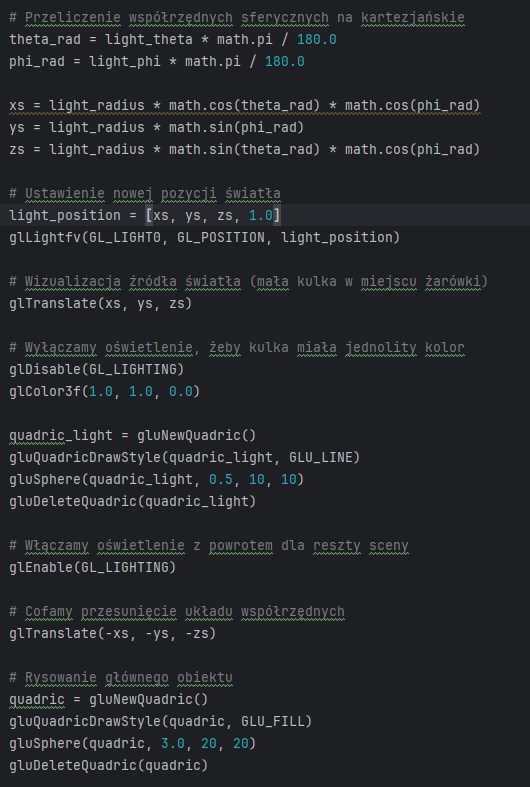 # Przeliczenie współrzędnych sferycznych na kartezjańskie
theta_rad = light_theta * math.pi / 180.0
phi_rad = light_phi * math.pi / 180.0
xs = light_radius * math.cos(theta_rad) * math.cos(phi_rad)
ys = light_radius * math.sin(phi_rad)
zs = light_radius * math.sin(theta_rad) * math.cos(phi_rad)
# Ustawienie nowej pozycji światła
light_position = [xs, ys, zs, 1.0]
glLightfv(GL_LIGHT0, GL_POSITION, light_position)
# Wizualizacja źródła światła (mała kulka w miejscu żarówki)
glTranslate(xs, ys, zs)
# Wyłączamy oświetlenie, żeby kulka miała jednolity kolor
glDisable(GL_LIGHTING)
glColor3f(1.0, 1.0, 0.0)
quadric_light = gluNewQuadric()
gluQuadricDrawStyle(quadric_light, GLU_LINE)
gluSphere(quadric_light, 0.5, 10, 10)
gluDeleteQuadric(quadric_light)
# Włączamy oświetlenie z powrotem dla reszty sceny
glEnable(GL_LIGHTING)
# Cofamy przesunięcie układu współrzędnych
glTranslate(-xs, -ys, -zs)
# Rysowanie głównego obiektu
quadric = gluNewQuadric()
gluQuadricDrawStyle(quadric, GLU_FILL)
gluSphere(quadric, 3.0, 20, 20)
gluDeleteQuadric(quadric)